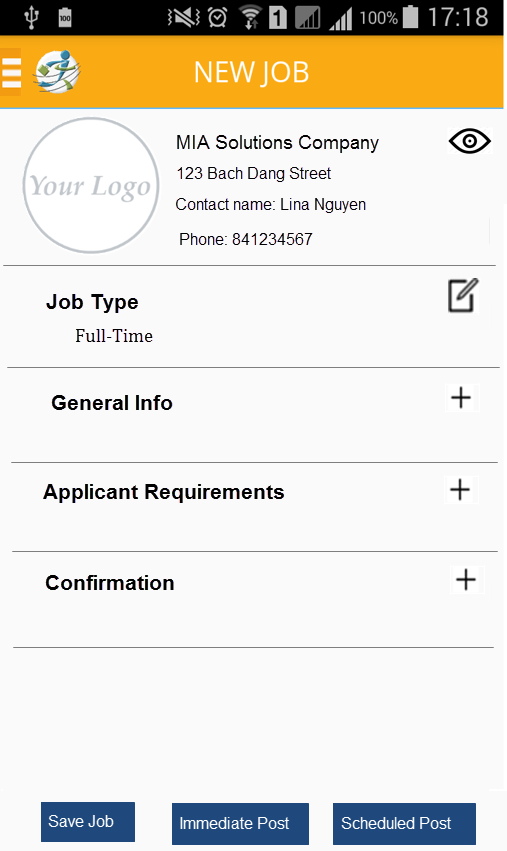 1 100% 17:18
100
NEW JOB
Your Logo
MIA Solutions Company
123 Bach Dang Street
Contact name: Lina Nguyen
Phone: 841234567
Job Type
Full-Time
General Info
Applicant Requirements
Confirmation
Save Job
Immediate Post
Scheduled Post